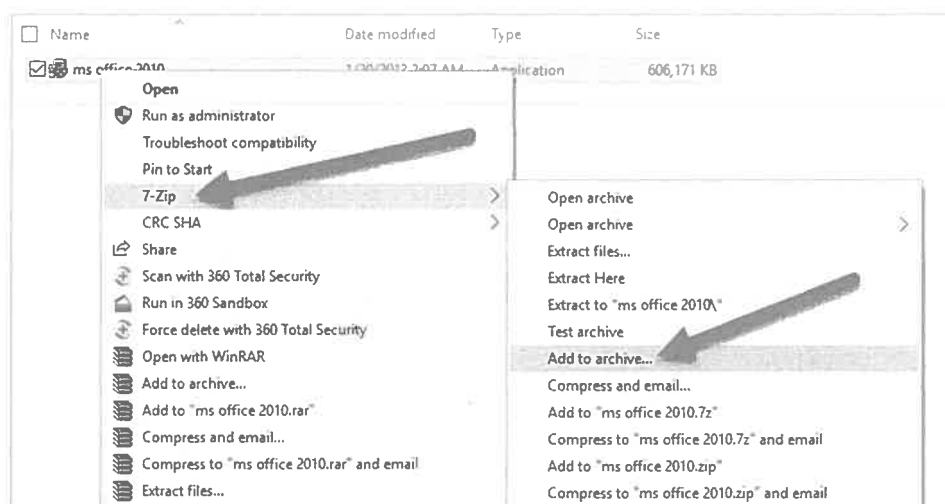 Name Date modified Type Size
ms office 2010 1/20/2013 2:07 AM Application 606,171 KB
Open
Run as administrator
Troubleshoot compatibility
Pin to Start
7-Zip
CRC SHA
Share
Scan with 360 Total Security
Run in 360 Sandbox
Force delete with 360 Total Security
Open with WinRAR
Add to archive...
Add to "ms office 2010.rar"
Compress and email...
Compress to "ms office 2010.rar" and email
Extract files...
Open archive
Open archive
Extract files...
Extract Here
Extract to "ms office 2010\"
Test archive
Add to archive...
Compress and email...
Add to "ms office 2010.7z"
Compress to "ms office 2010.7z" and email
Add to "ms office 2010.zip"
Compress to "ms office 2010.zip" and email